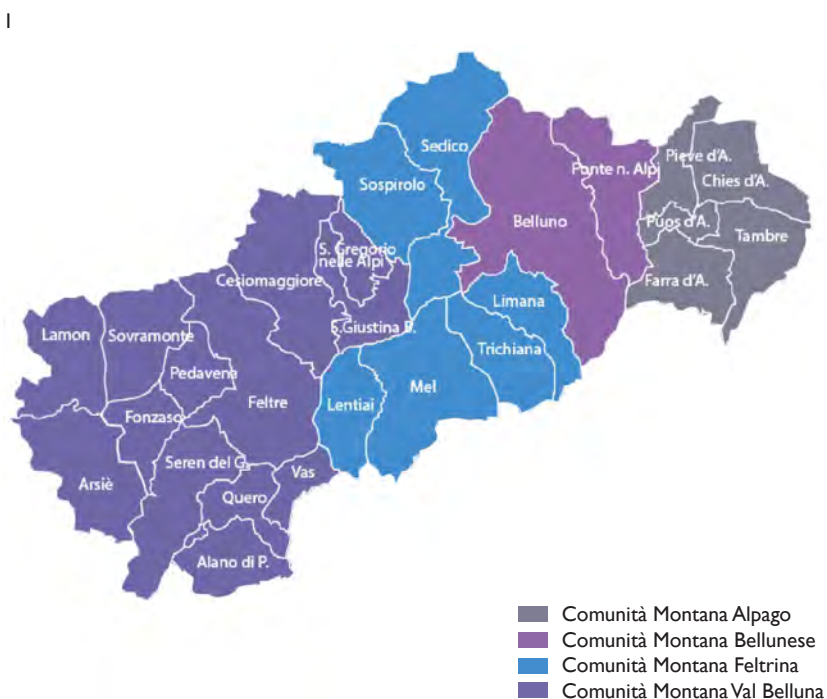 I
Sedico
Sospirolo
Pieve d'A.
Ponte n. Alpi
Chies d'A.
Belluno
Puos d'A.
Tambre
S. Gregorio
nelle Alpi
Cesiomaggiore
Farra d'A.
Limana
S.Giustina B.
Lamon
Sovramonte
Trichiana
Pedavena
Mel
Feltre
Lentiai
Fonzaso
Seren del G.
Vas
Arsiè
Quero
Alano di P.
Comunità Montana Alpago
Comunità Montana Bellunese
Comunità Montana Feltrina
Comunità Montana Val Belluna